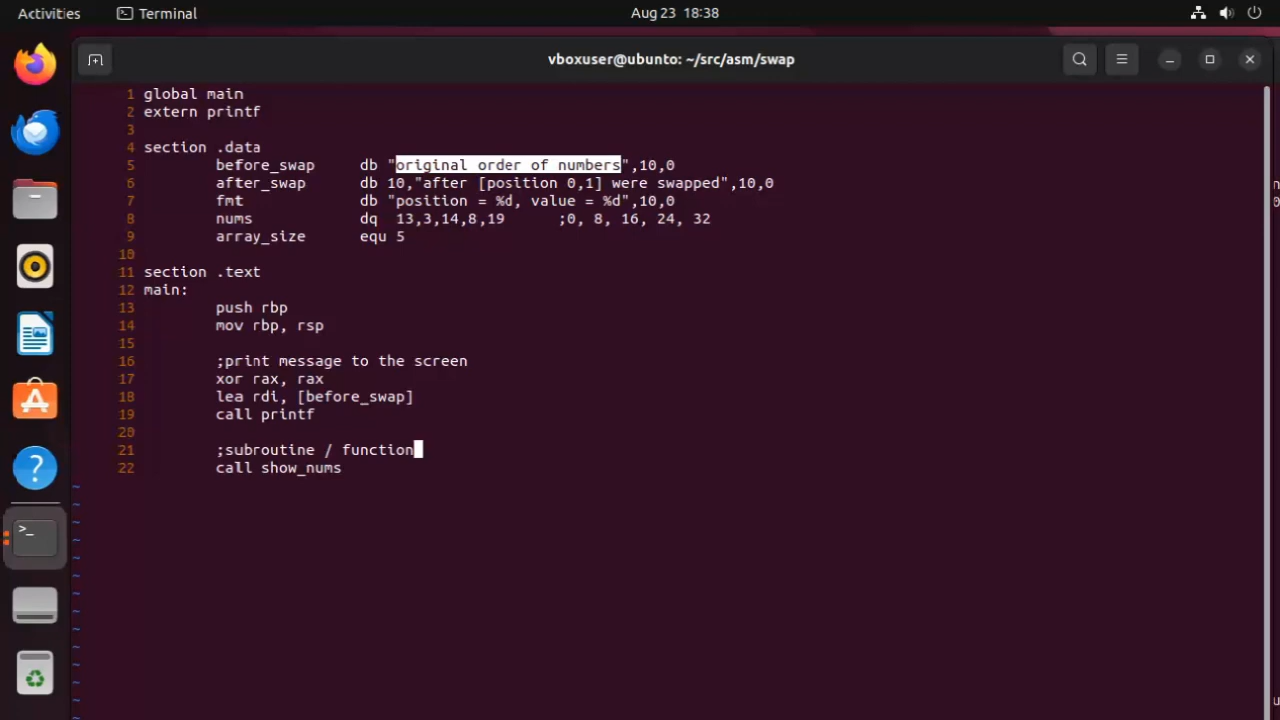 Activities Terminal Aug 23 18:38
vboxuser@ubunto: ~/src/asm/swap
1 global main
2 extern printf
3
4 section .data
5 before_swap db "original order of numbers",10,0
6 after_swap db 10,"after [position 0,1] were swapped",10,0
7 fmt db "position = %d, value = %d",10,0
8 nums dq 13,3,14,8,19 ;0, 8, 16, 24, 32
9 array_size equ 5
10
11 section .text
12 main:
13 push rbp
14 mov rbp, rsp
15
16 ;print message to the screen
17 xor rax, rax
18 lea rdi, [before_swap]
19 call printf
20
21 ;subroutine / function
22 call show_nums
~
~
~
~
~
~
~
~
~
~
~
~
~